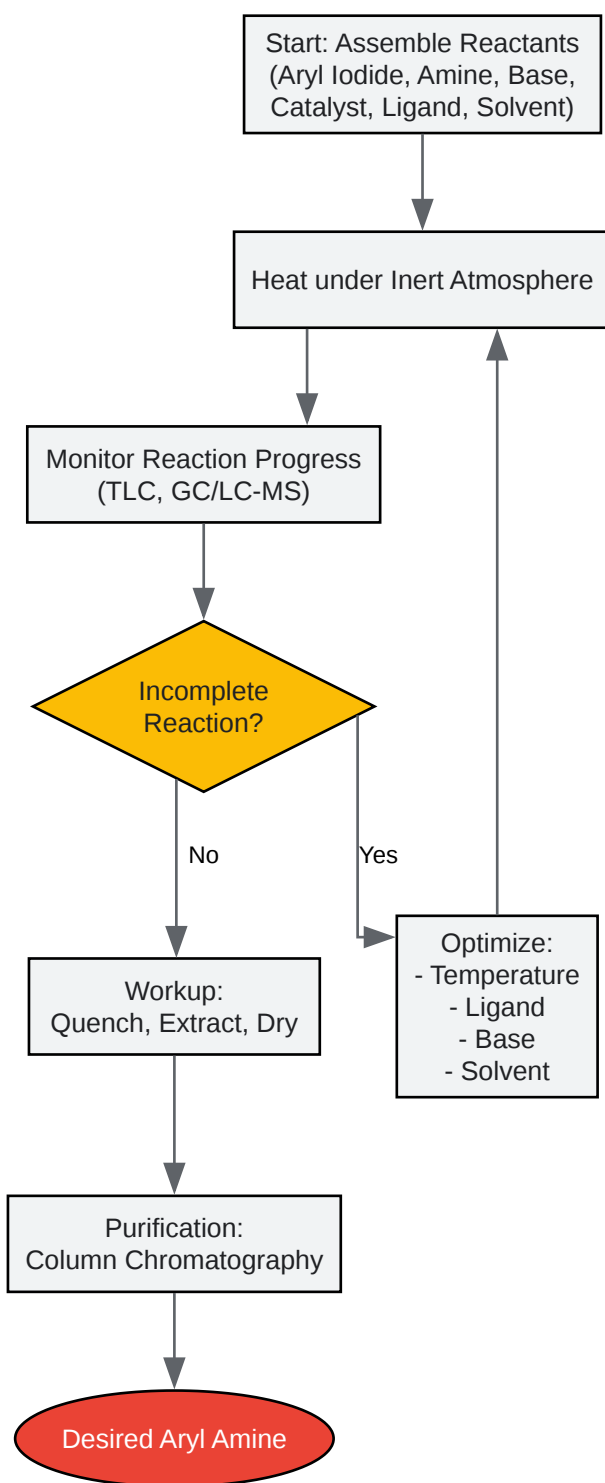 Start: Assemble Reactants
(Aryl Iodide, Amine, Base,
Catalyst, Ligand, Solvent)
Heat under Inert Atmosphere
Monitor Reaction Progress
(TLC, GC/LC-MS)
Incomplete
Reaction?
No
Yes
Optimize:
- Temperature
- Ligand
- Base
- Solvent
Workup:
Quench, Extract, Dry
Purification:
Column Chromatography
Desired Aryl Amine